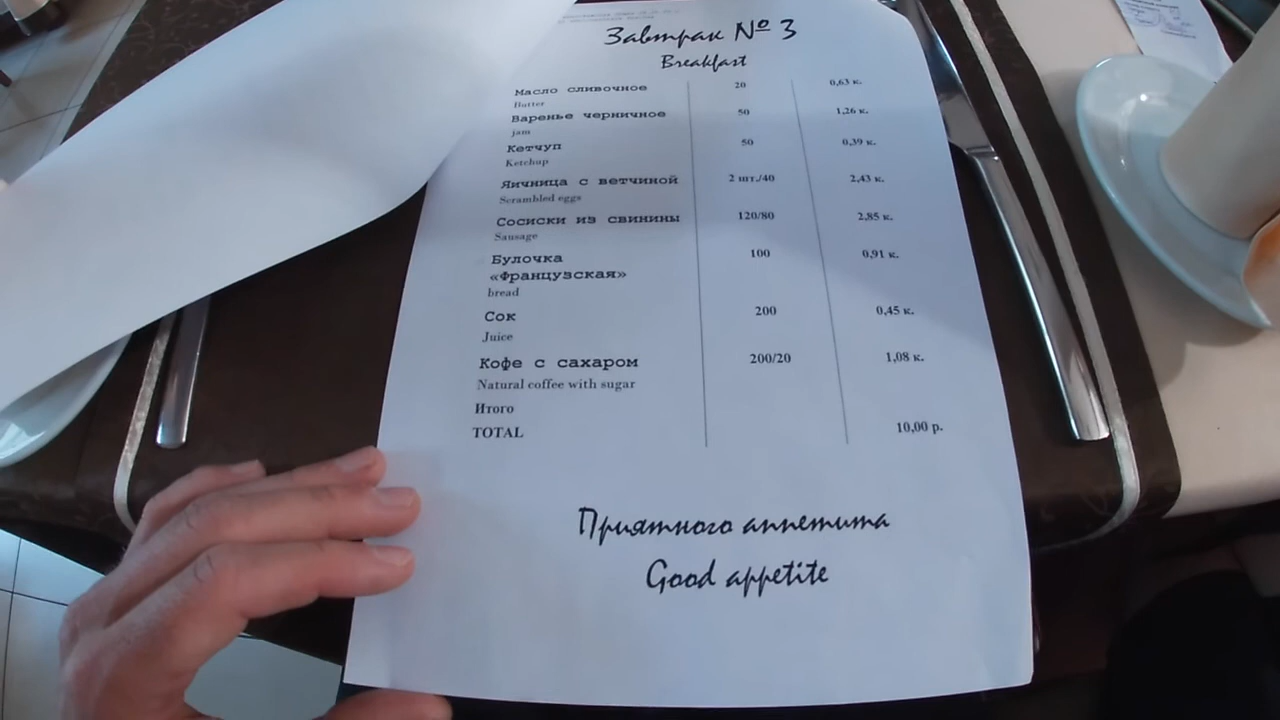 Завтрак № 3
Breakfast
Масло сливочное 20 0,63 к.
Butter
Варенье черничное 50 1,26 к.
jam
Кетчуп 50 0,39 к.
Ketchup
Яичница с ветчиной 2 шт./40 2,43 к.
Scrambled eggs
Сосиски из свинины 120/80 2,85 к.
Sausage
Булочка 100 0,91 к.
«Французская»
bread
Сок 200 0,45 к.
Juice
Кофе с сахаром 200/20 1,08 к.
Natural coffee with sugar
Итого
TOTAL 10,00 р.
Приятного аппетита
Good appetite